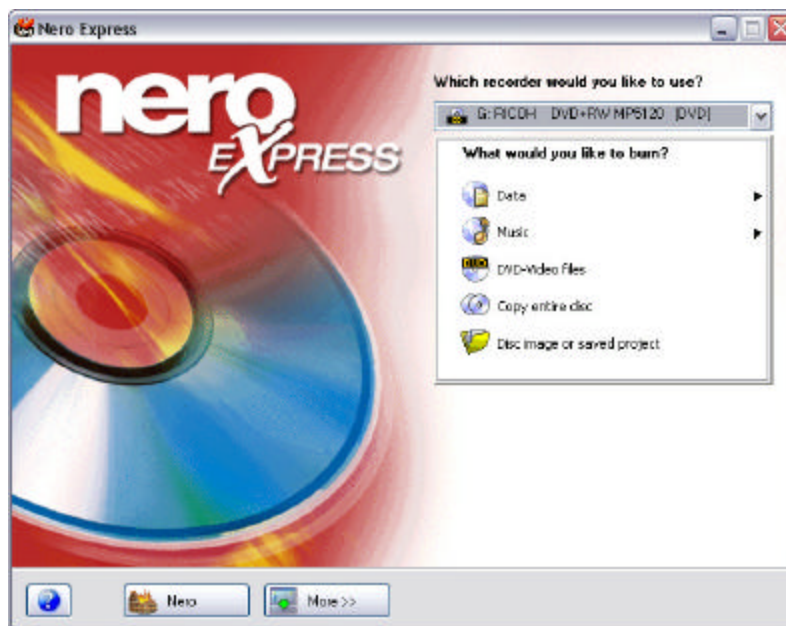 Nero Express
nero
EXPRESS
Which recorder would you like to use?
G: RICOH DVD+RW MP5120 [DVD]
What would you like to burn?
Data
Music
DVD-Video files
Copy entire disc
Disc image or saved project
Nero
More >>